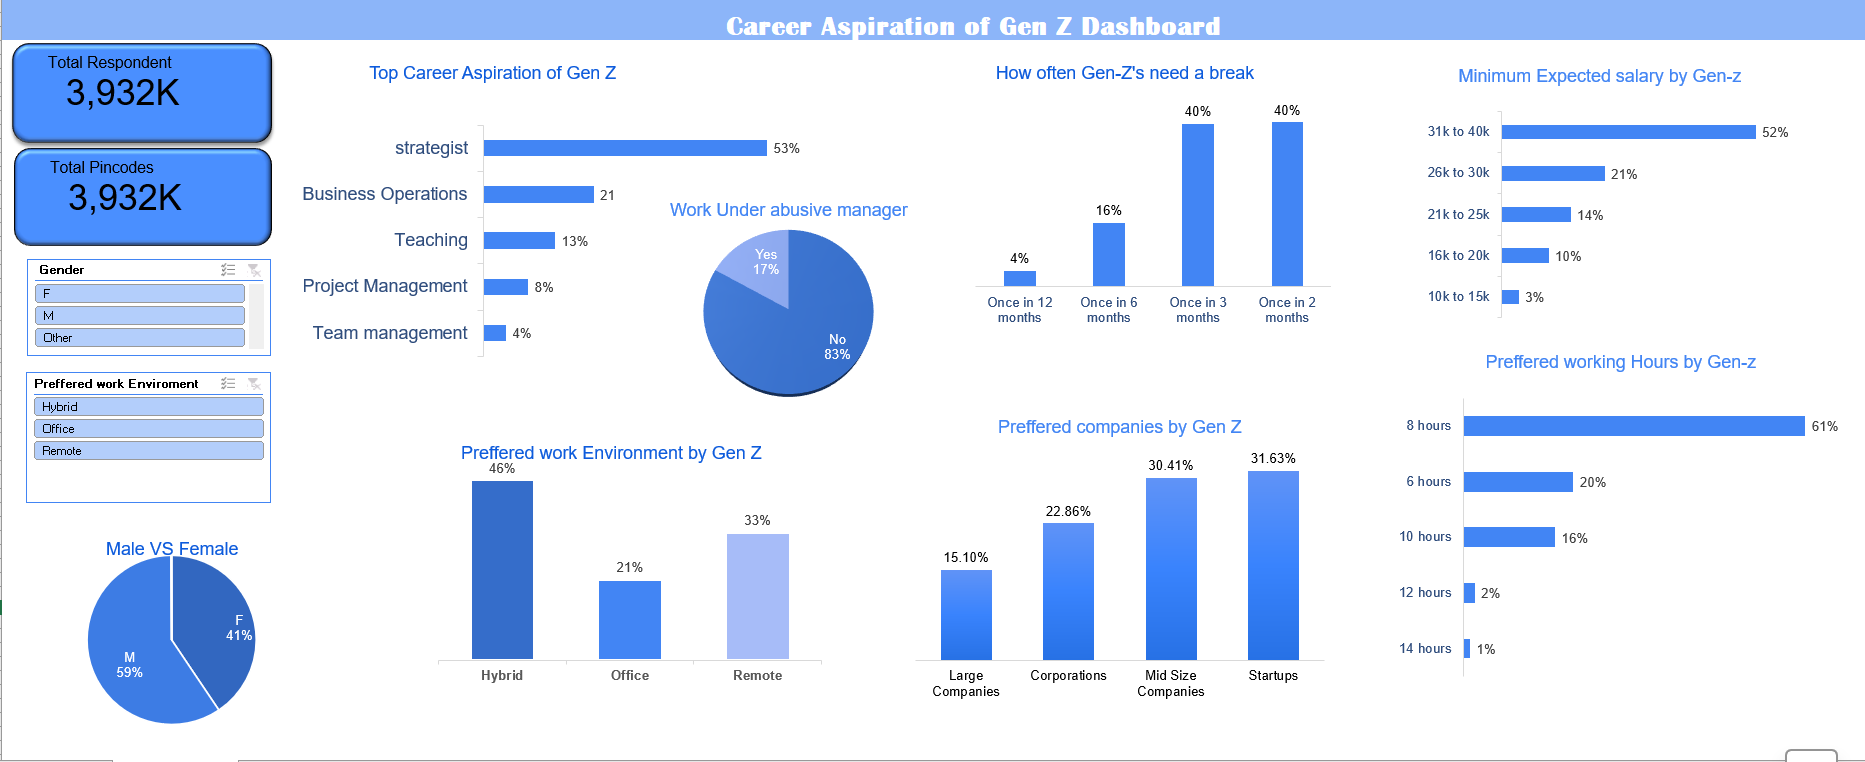 Career Aspiration of Gen Z Dashboard
Total Respondent
3,932K
Total Pincodes
3,932K
Gender
F
M
Other
Preffered work Enviroment
Hybrid
Office
Remote
Male VS Female
F
41%
M
59%
Top Career Aspiration of Gen Z
strategist
53%
Business Operations
21
Teaching
13%
Project Management
8%
Team management
4%
Work Under abusive manager
Yes
17%
No
83%
Preffered work Environment by Gen Z
46%
21%
33%
Hybrid
Office
Remote
How often Gen-Z's need a break
4%
16%
40%
40%
Once in 12
months
Once in 6
months
Once in 3
months
Once in 2
months
Preffered companies by Gen Z
15.10%
22.86%
30.41%
31.63%
Large
Companies
Corporations
Mid Size
Companies
Startups
Minimum Expected salary by Gen-z
31k to 40k
52%
26k to 30k
21%
21k to 25k
14%
16k to 20k
10%
10k to 15k
3%
Preffered working Hours by Gen-z
8 hours
61%
6 hours
20%
10 hours
16%
12 hours
2%
14 hours
1%